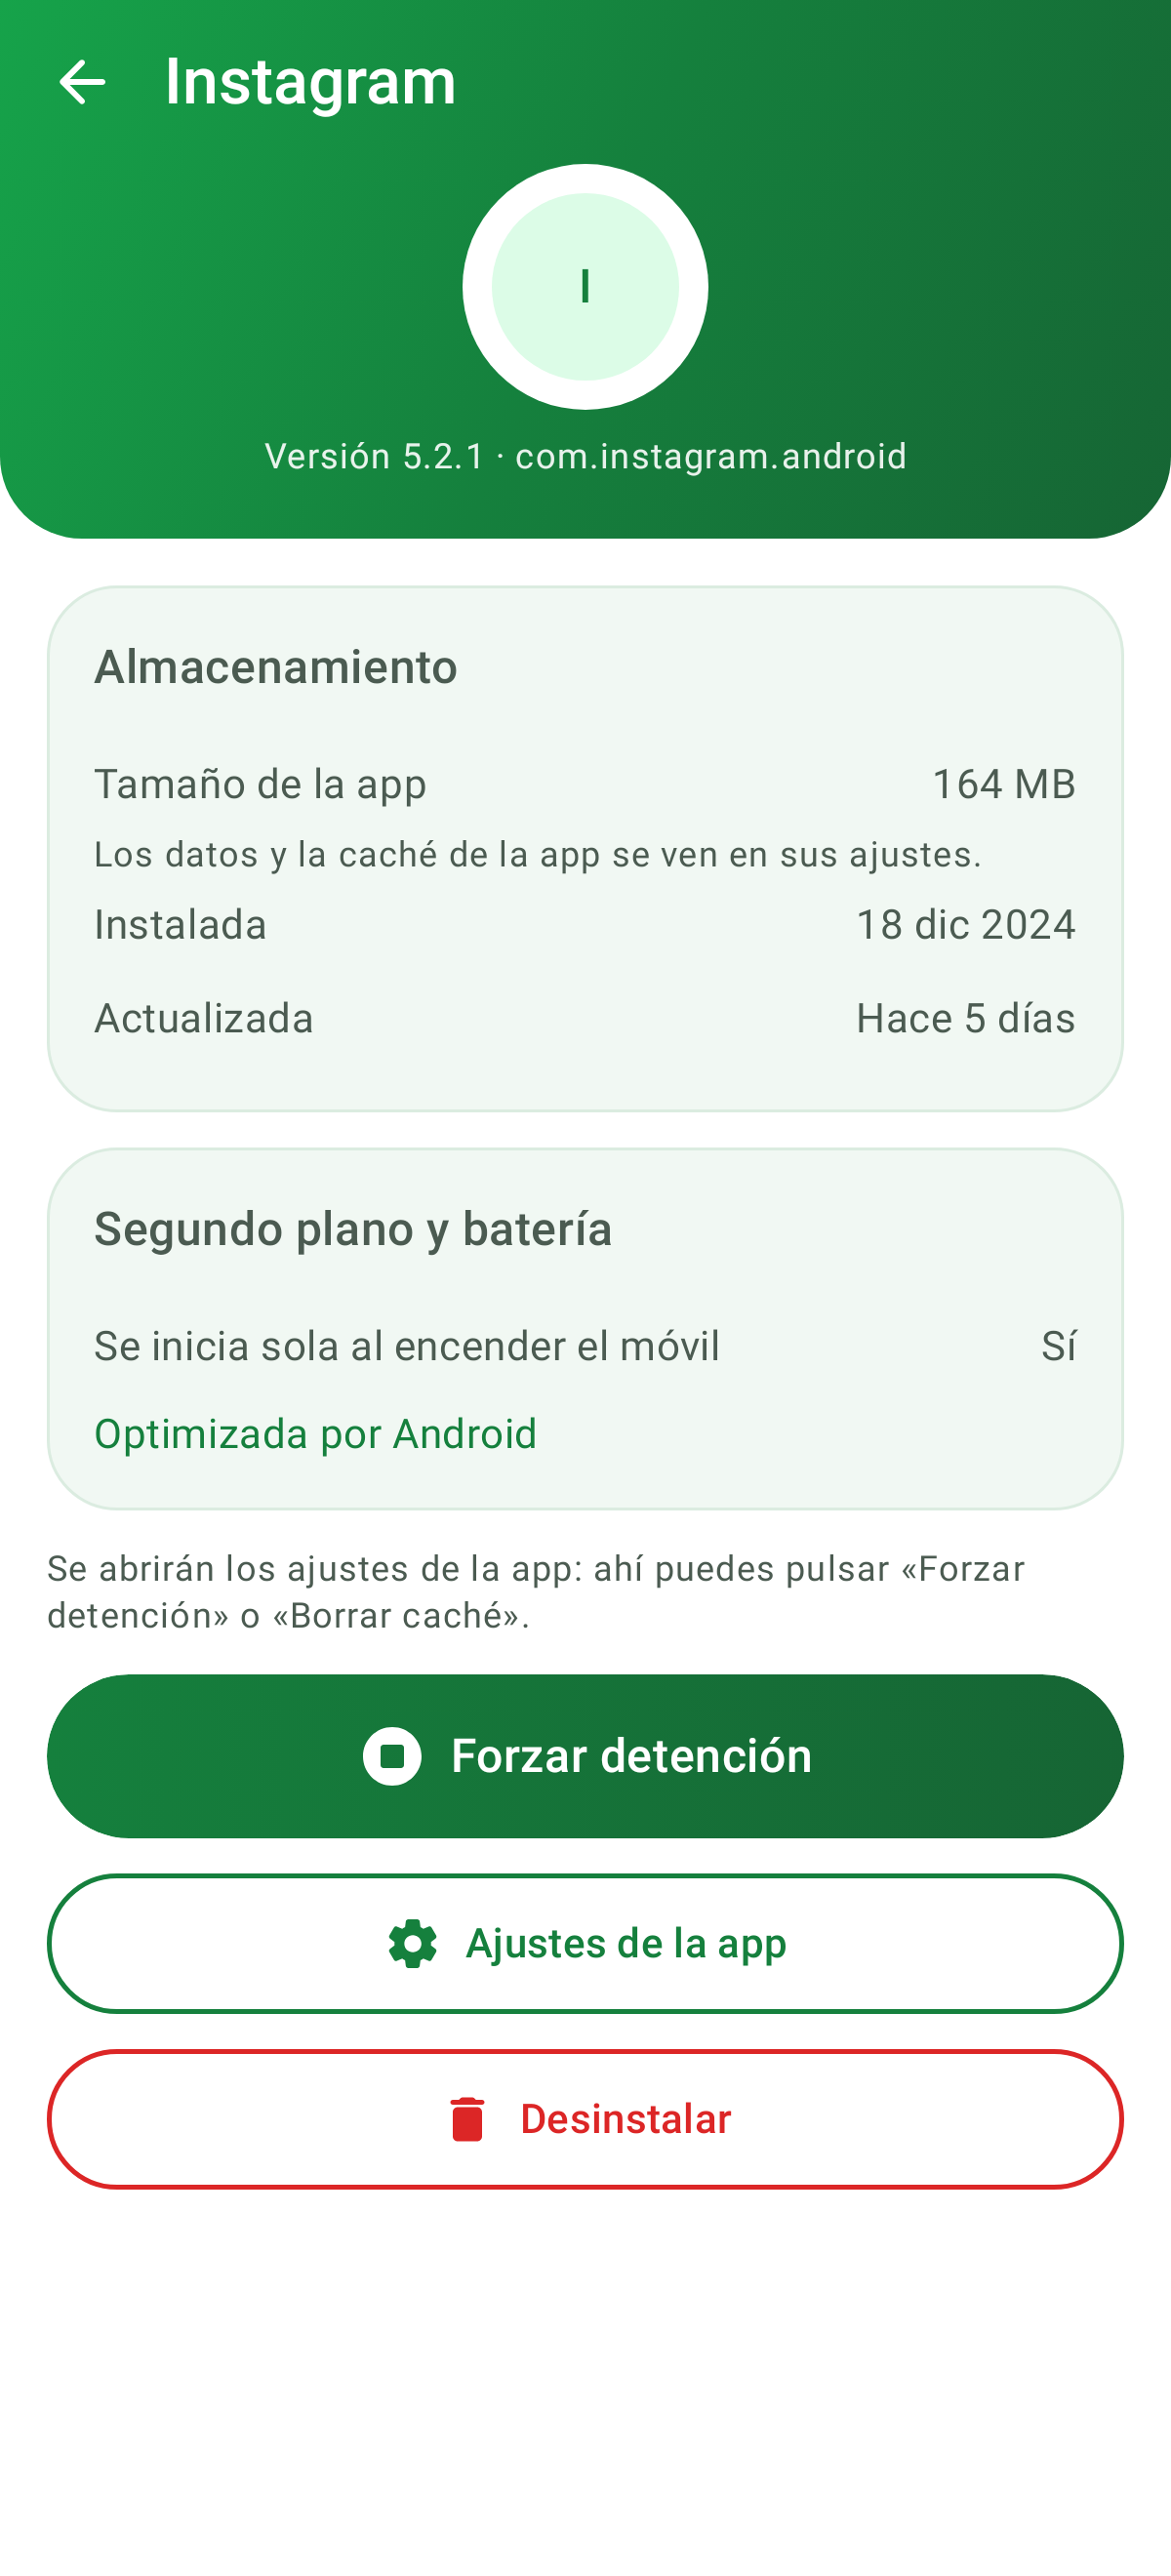 Instagram
I
Versión 5.2.1 · com.instagram.android
Almacenamiento
Tamaño de la app 164 MB
Los datos y la caché de la app se ven en sus ajustes.
Instalada 18 dic 2024
Actualizada Hace 5 días
Segundo plano y batería
Se inicia sola al encender el móvil Sí
Optimizada por Android
Se abrirán los ajustes de la app: ahí puedes pulsar «Forzar
detención» o «Borrar caché».
Forzar detención
Ajustes de la app
Desinstalar